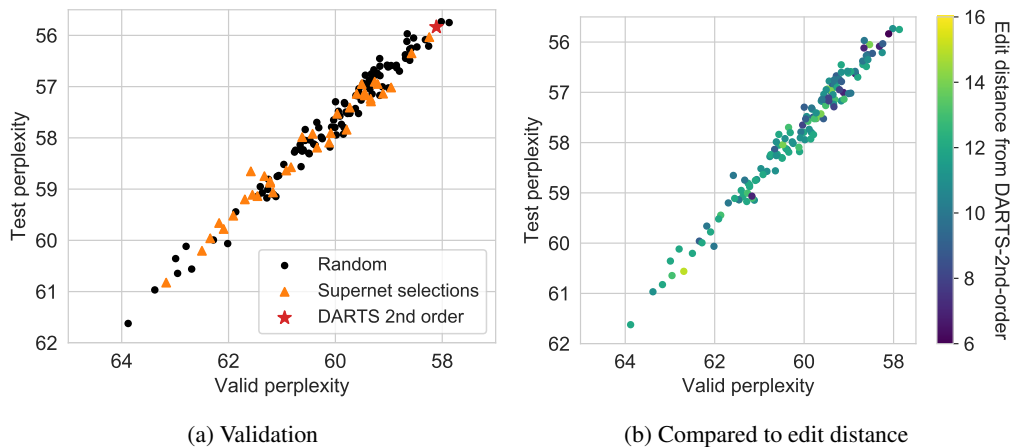 56
57
58
59
60
61
62
Test perplexity
64
62
60
58
Valid perplexity
Random
Supernet selections
DARTS 2nd order
(a) Validation
56
57
58
59
60
61
62
Test perplexity
64
62
60
58
Valid perplexity
16
14
12
10
8
6
Edit distance from DARTS-2nd-order
(b) Compared to edit distance